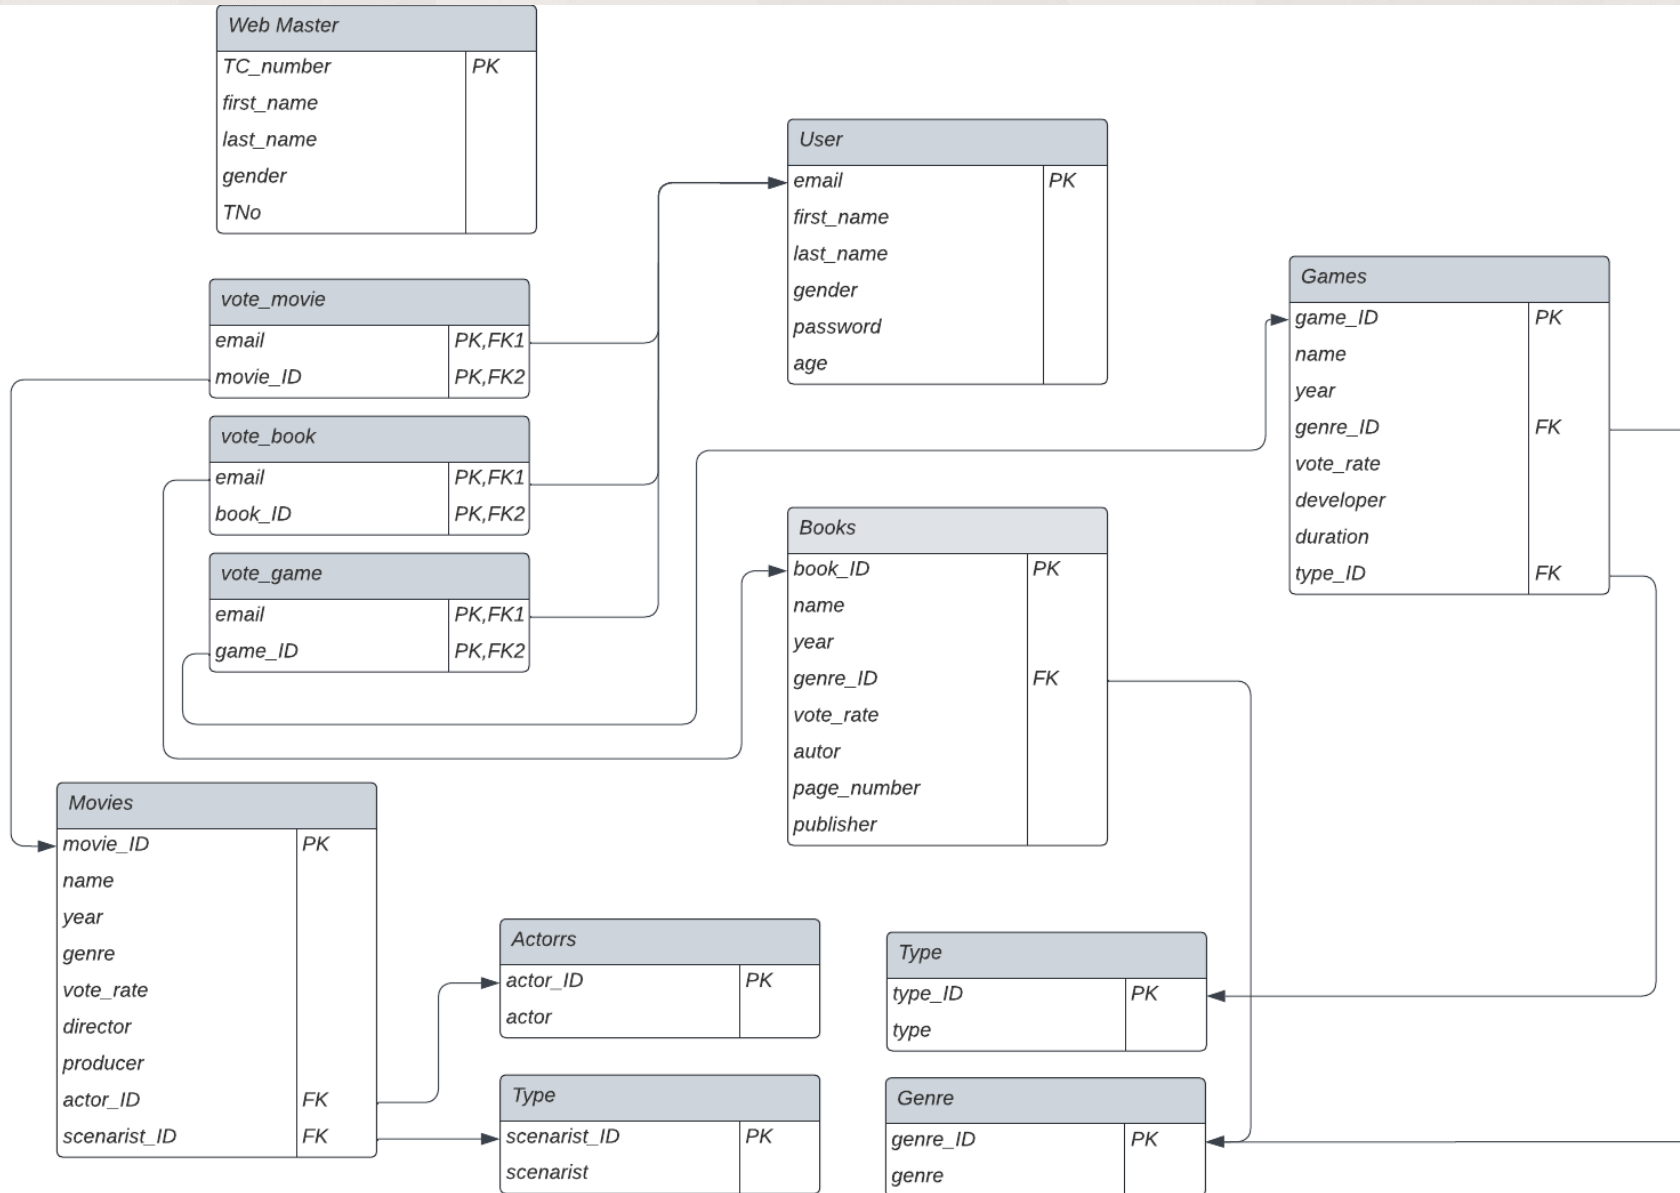 Web Master
TC_number PK
first_name
last_name
gender
TNo
User
email PK
first_name
last_name
gender
password
age
Games
game_ID PK
name
year
genre_ID FK
vote_rate
developer
duration
type_ID FK
vote_movie
email PK,FK1
movie_ID PK,FK2
vote_book
email PK,FK1
book_ID PK,FK2
vote_game
email PK,FK1
game_ID PK,FK2
Books
book_ID PK
name
year
genre_ID FK
vote_rate
autor
page_number
publisher
Movies
movie_ID PK
name
year
genre
vote_rate
director
producer
actor_ID FK
scenarist_ID FK
Actorrs
actor_ID PK
actor
Type
type_ID PK
type
Type
scenarist_ID PK
scenarist
Genre
genre_ID PK
genre